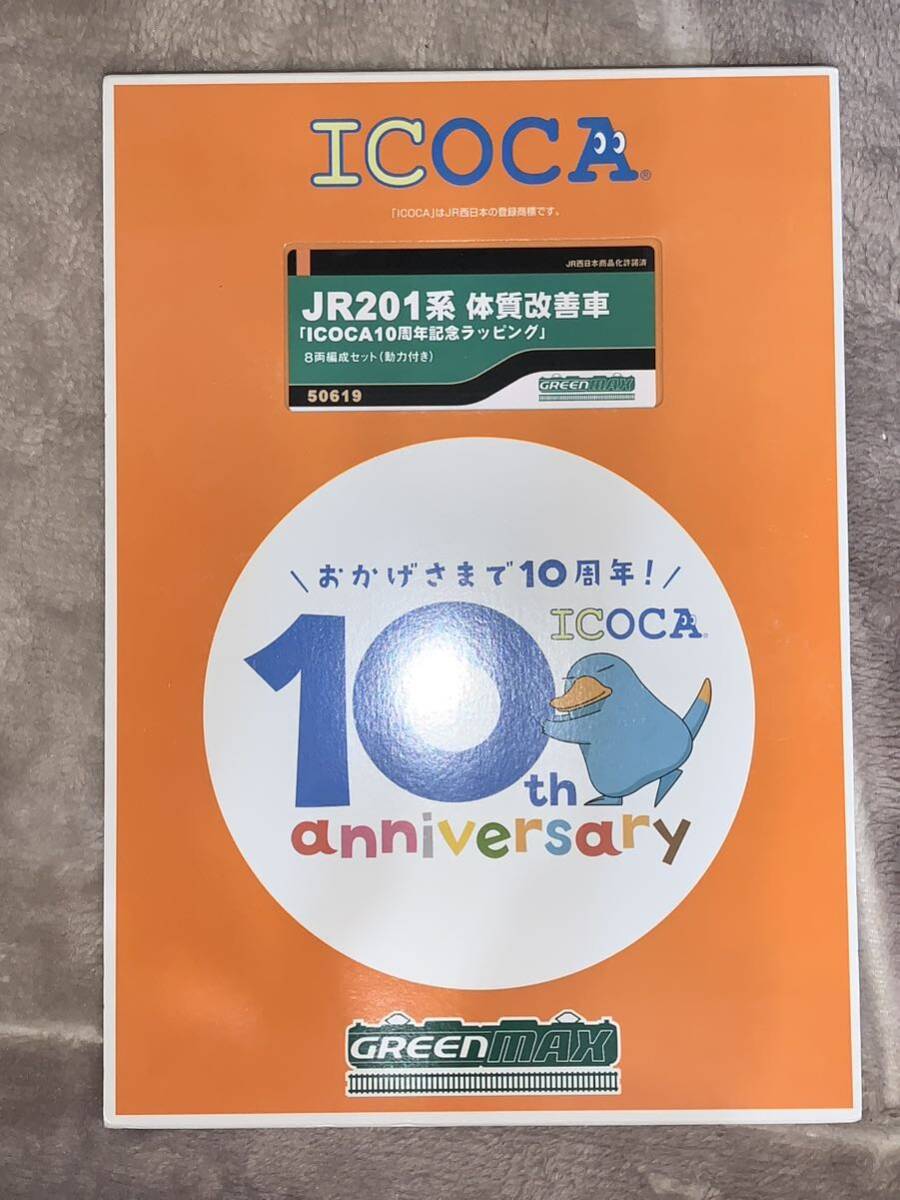 ICOCA®
「ICOCA」はJR西日本の登録商標です。
JR西日本商品化許諾済
JR201系 体質改善車
「ICOCA10周年記念ラッピング」
8両編成セット(動力付き)
50619
GREENMAX
\おかげさまで10周年!/
ICOCA®
10th
anniversary
GREENMAX